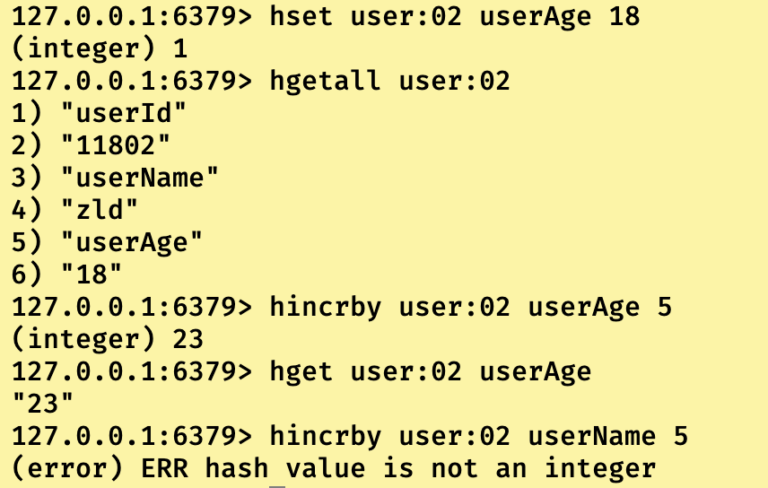 127.0.0.1:6379> hset user:02 userAge 18
(integer) 1
127.0.0.1:6379> hgetall user:02
1) "userId"
2) "11802"
3) "userName"
4) "zld"
5) "userAge"
6) "18"
127.0.0.1:6379> hincrby user:02 userAge 5
(integer) 23
127.0.0.1:6379> hget user:02 userAge
"23"
127.0.0.1:6379> hincrby user:02 userName 5
(error) ERR hash value is not an integer